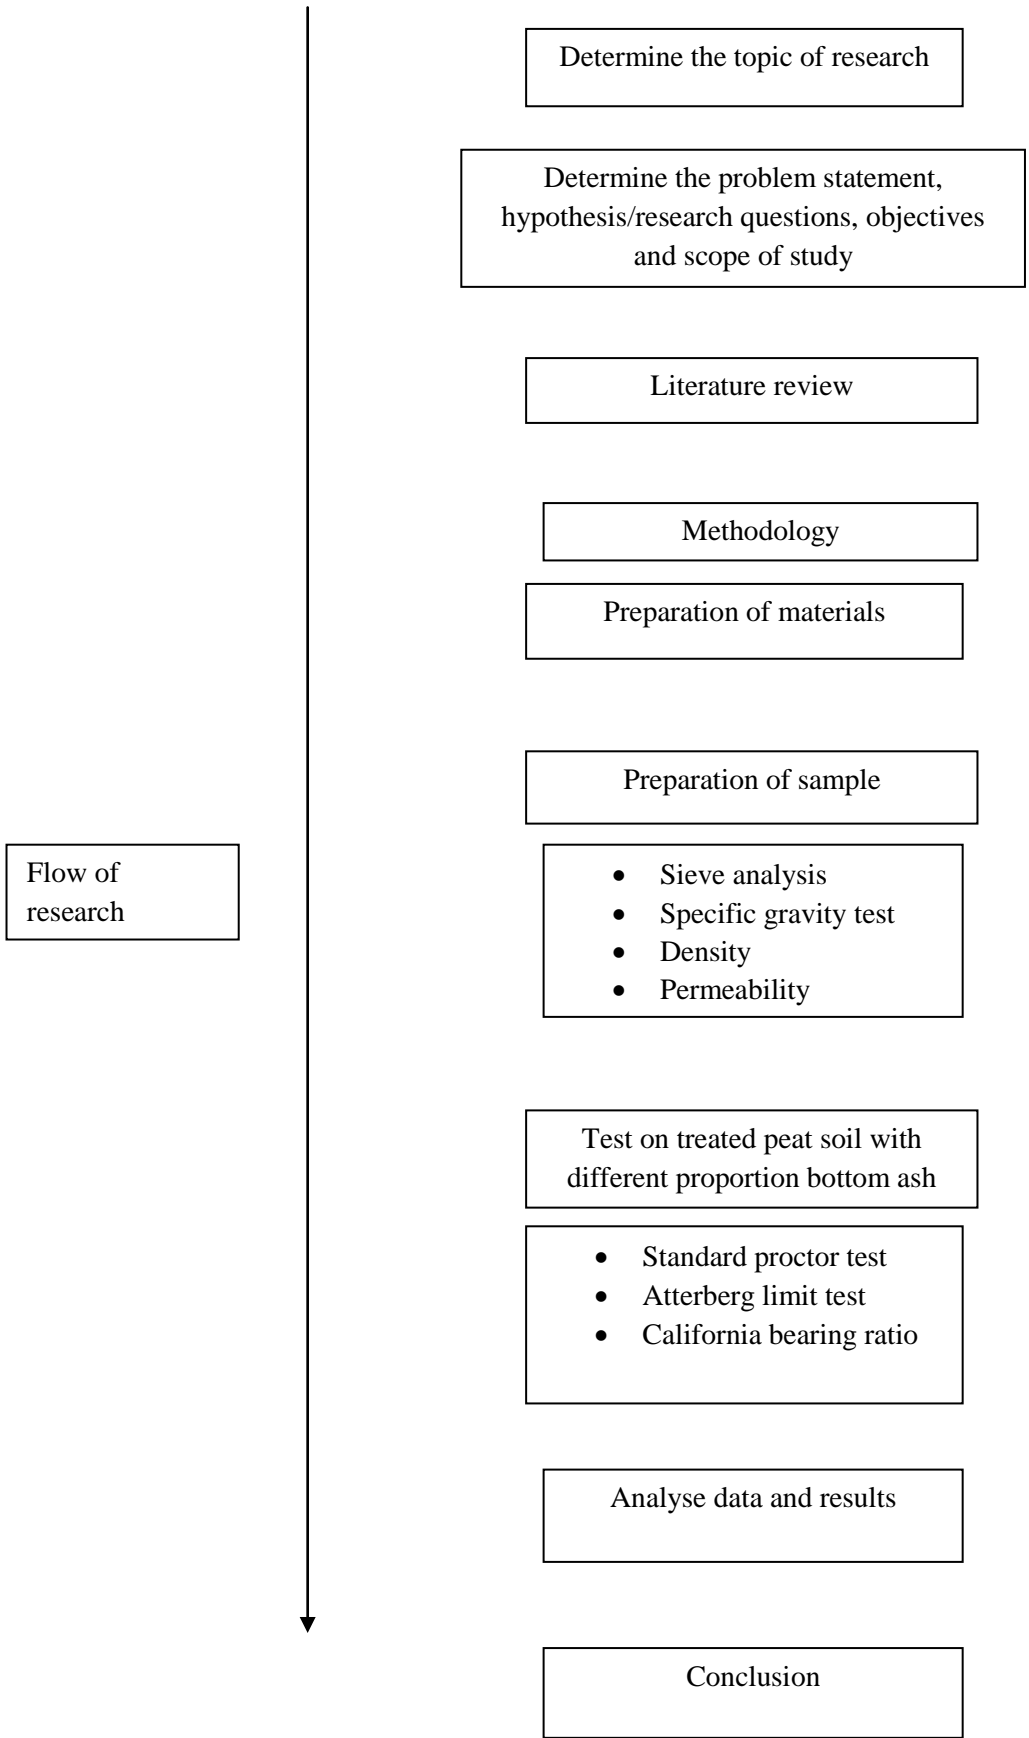 Determine the topic of research
Determine the problem statement,
hypothesis/research questions, objectives
and scope of study
Literature review
Methodology
Preparation of materials
Preparation of sample
Flow of
research
• Sieve analysis
• Specific gravity test
• Density
• Permeability
Test on treated peat soil with
different proportion bottom ash
• Standard proctor test
• Atterberg limit test
• California bearing ratio
Analyse data and results
Conclusion